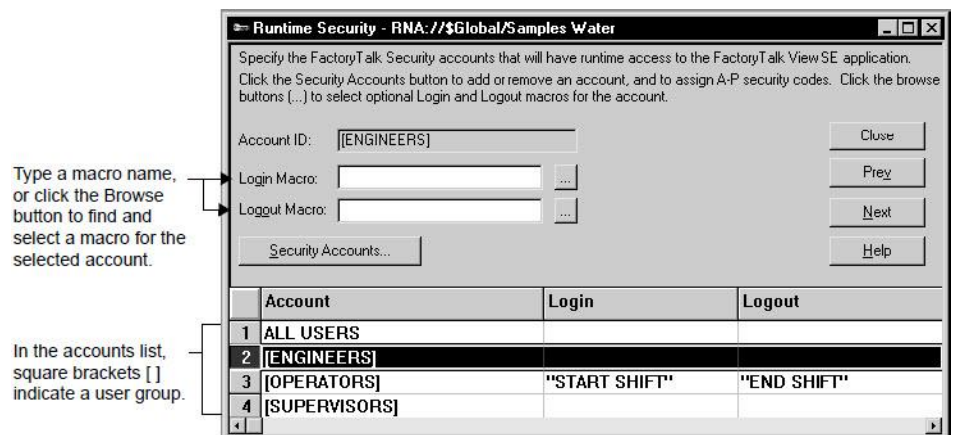 Runtime Security - RNA://$Global/Samples Water
Specify the FactoryTalk Security accounts that will have runtime access to the FactoryTalk View SE application.
Click the Security Accounts button to add or remove an account, and to assign A-P security codes. Click the browse
buttons (...) to select optional Login and Logout macros for the account.
Account ID: [ENGINEERS]
Close
Type a macro name,
or click the Browse
button to find and
select a macro for the
selected account.
Login Macro: ...
Prev
Logout Macro: ...
Next
Security Accounts...
Help
Account Login Logout
1 ALL USERS
2 [ENGINEERS]
3 [OPERATORS] "START SHIFT" "END SHIFT"
4 [SUPERVISORS]
In the accounts list,
square brackets [ ]
indicate a user group.